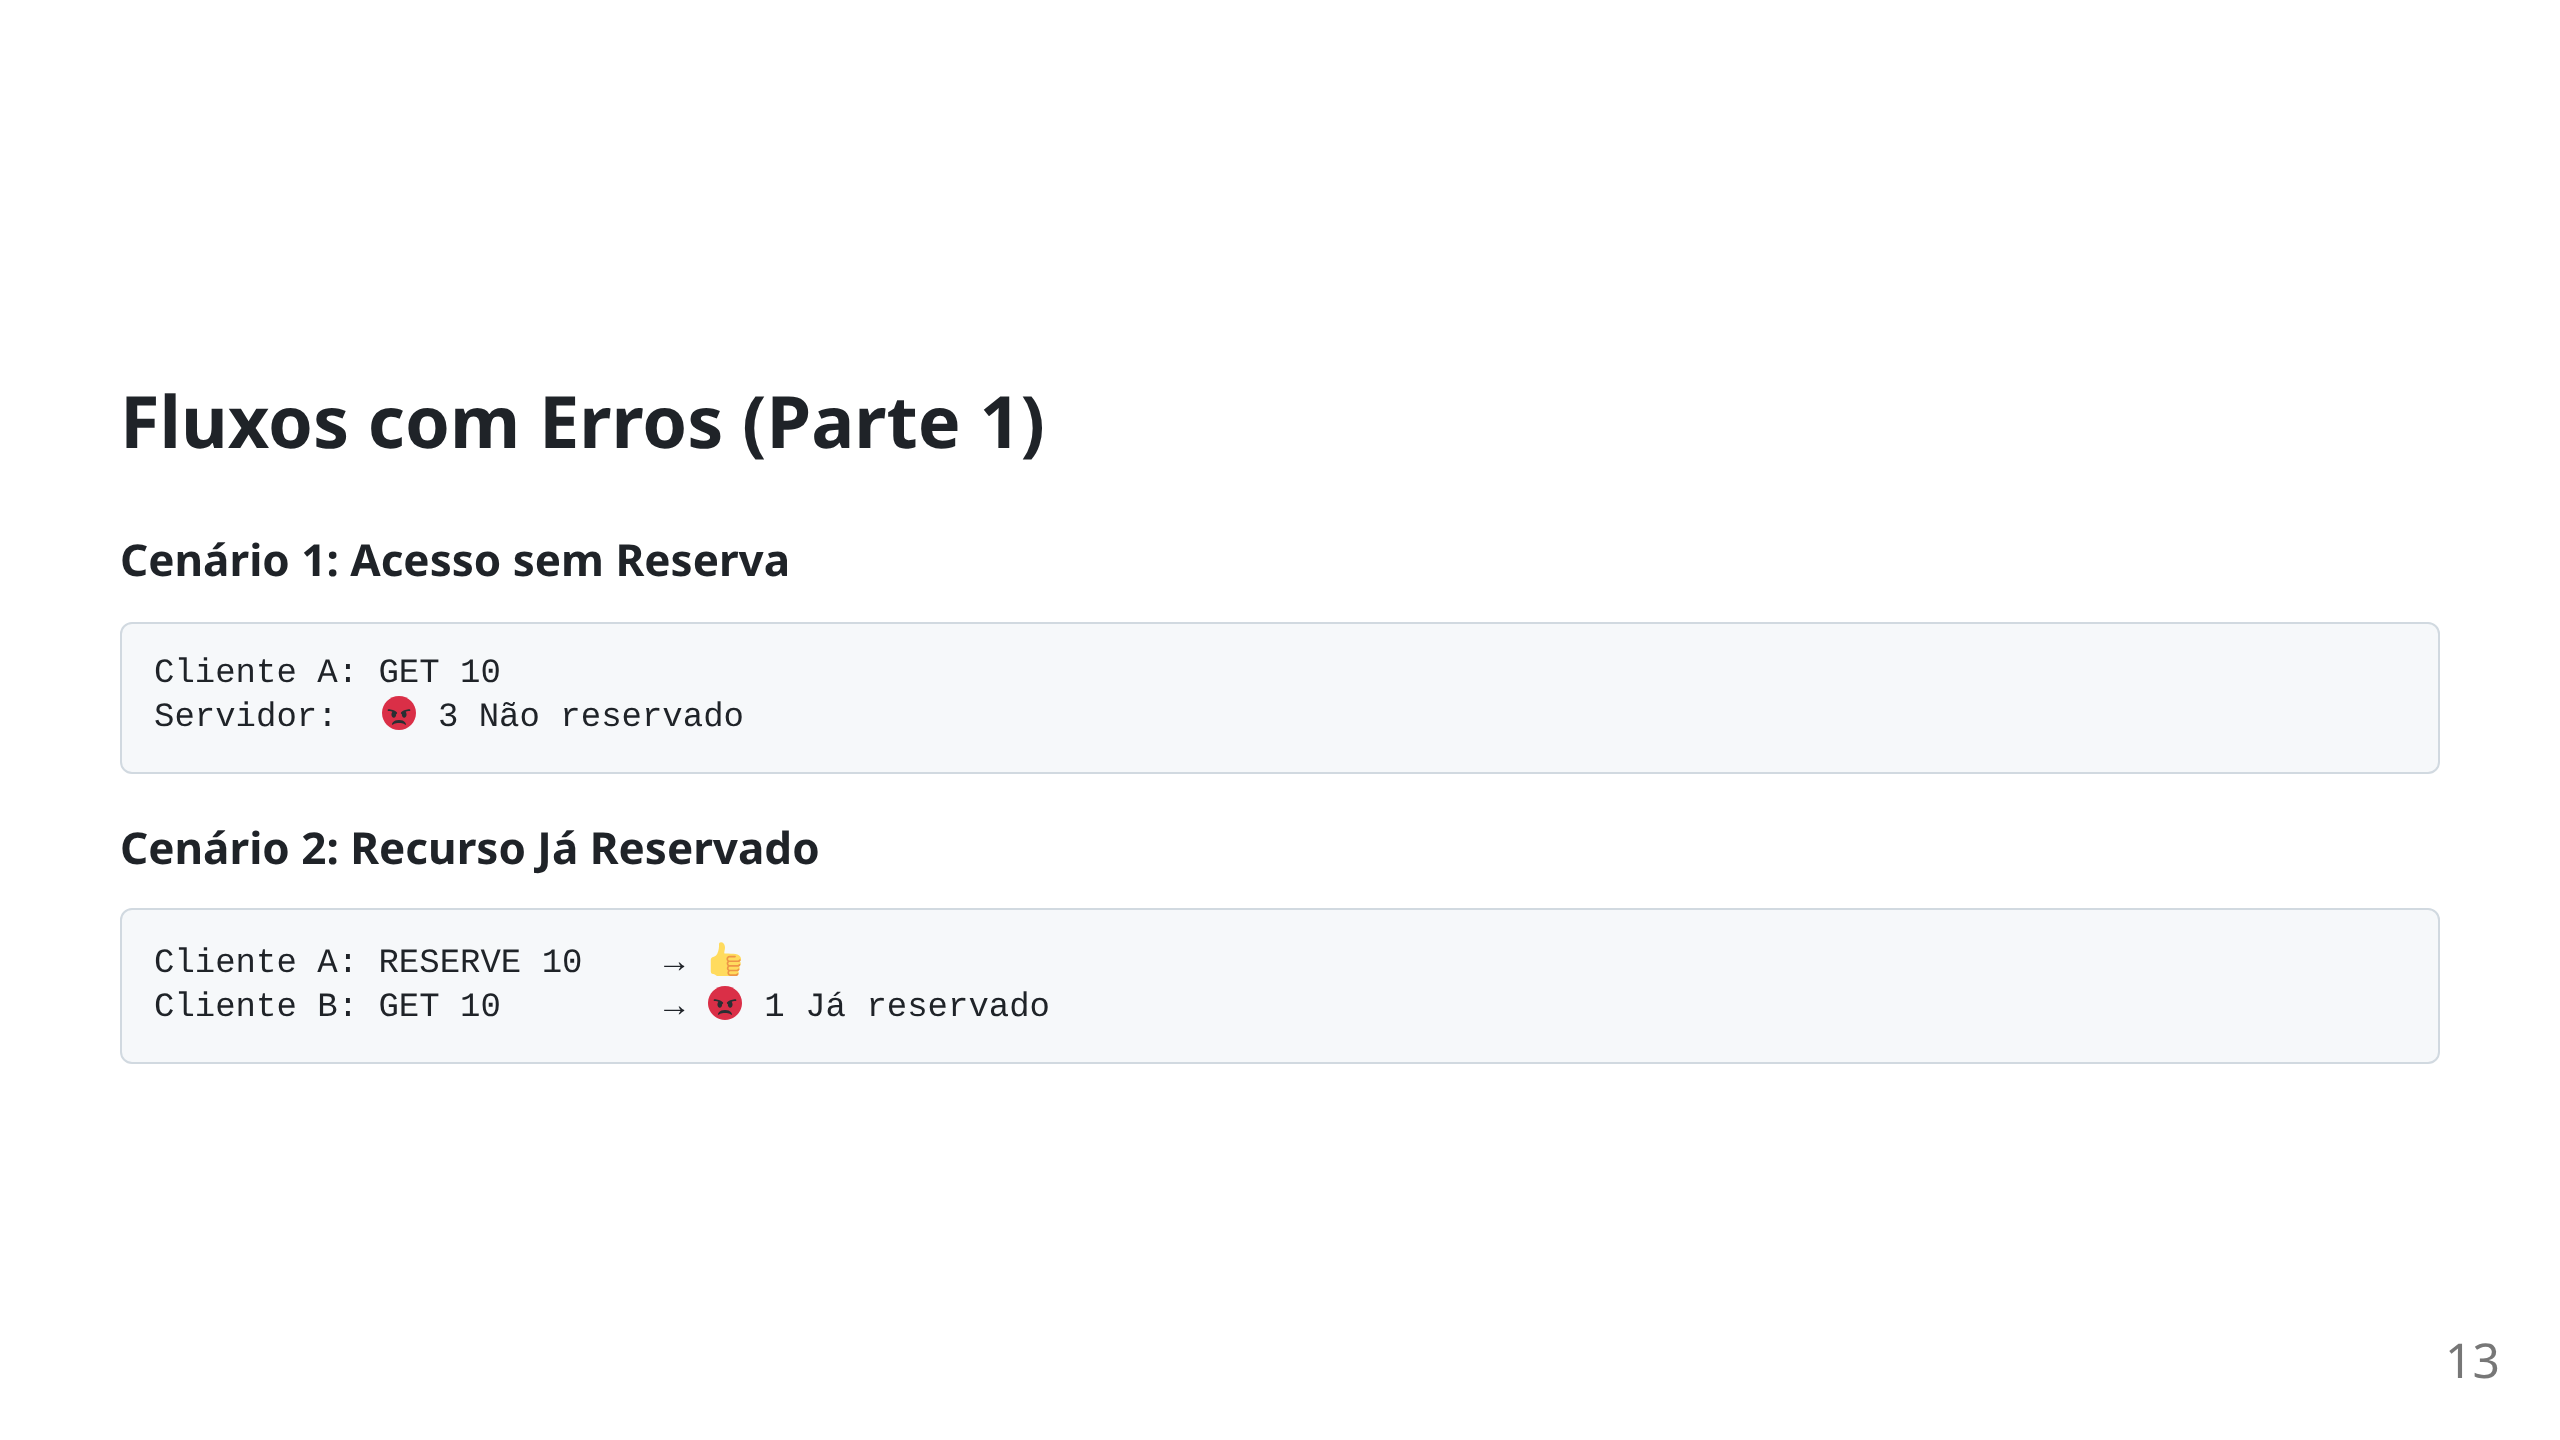 Fluxos com Erros (Parte 1)
Cenário 1: Acesso sem Reserva
Cliente A: GET 10
Servidor:  😡 3 Não reservado
Cenário 2: Recurso Já Reservado
Cliente A: RESERVE 10    → 👍
Cliente B: GET 10        → 😡 1 Já reservado
13